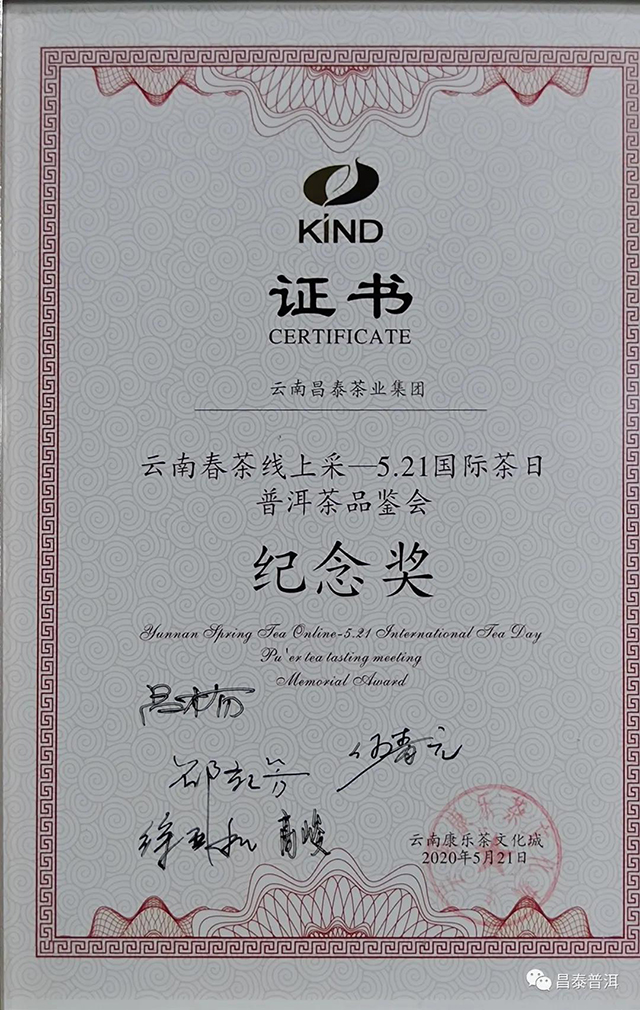 KIND
证书
CERTIFICATE
云南昌泰茶业集团
云南春茶线上采—5.21国际茶日
普洱茶品鉴会
纪念奖
Yunnan Spring Tea Online-5.21 International Tea Day
Pu'er tea tasting meeting
Memorial Award
高峻
云南康乐茶文化城
2020年5月21日
昌泰普洱